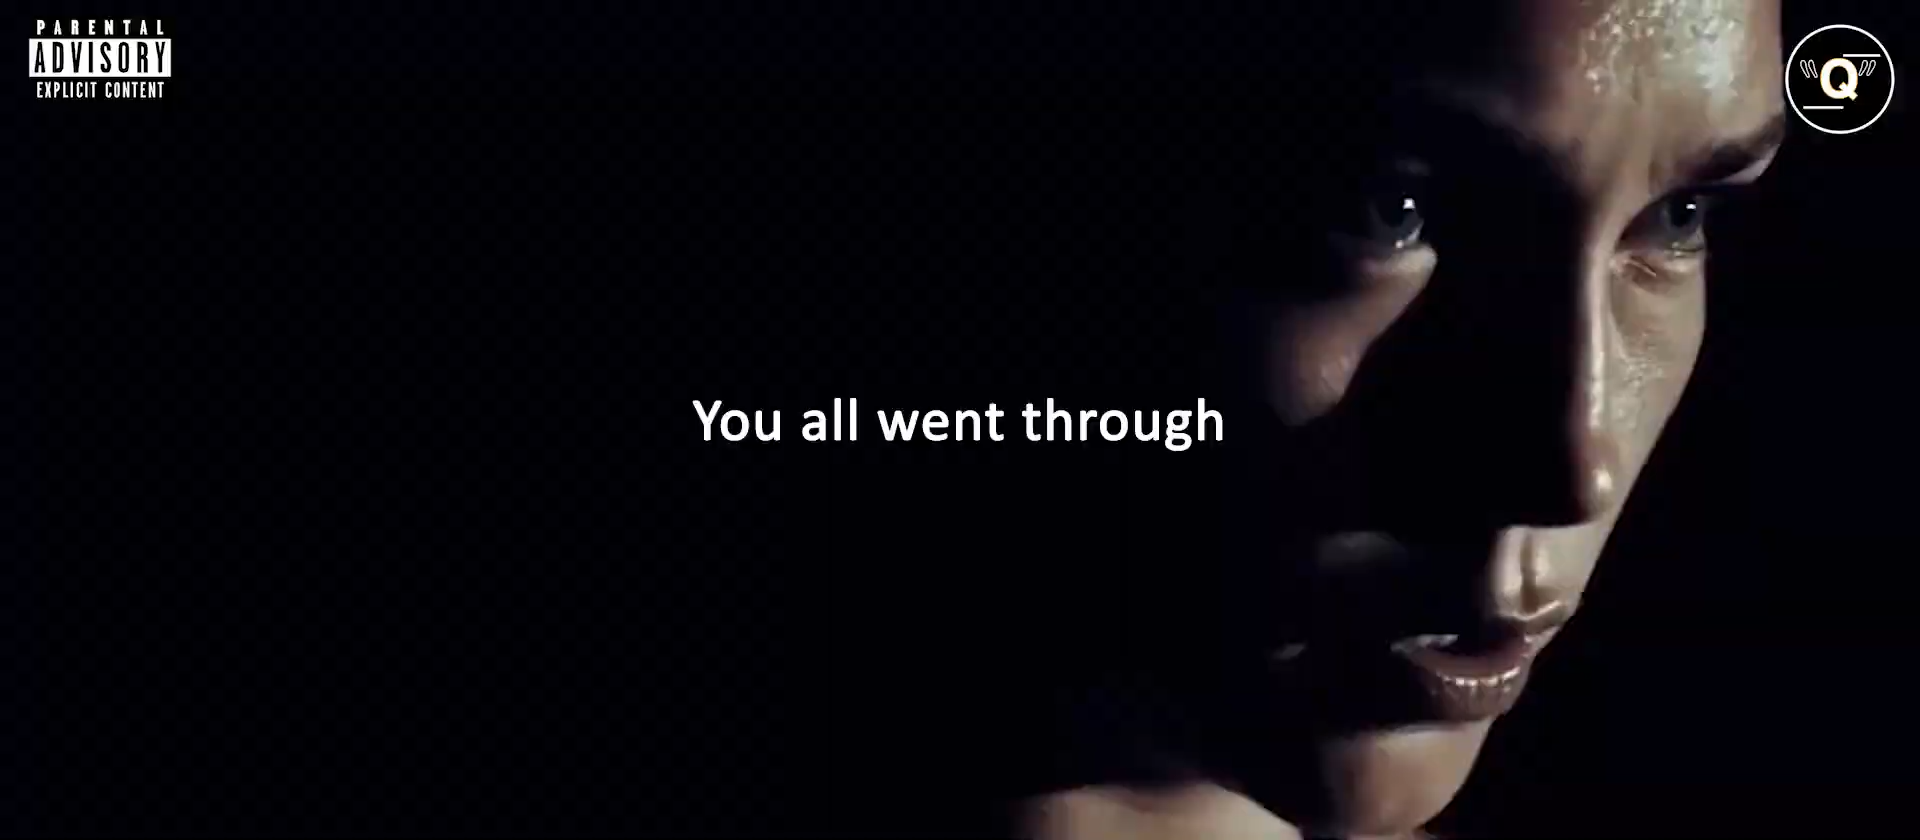 PARENTAL
ADVISORY
EXPLICIT CONTENT
"Q"
You all went through